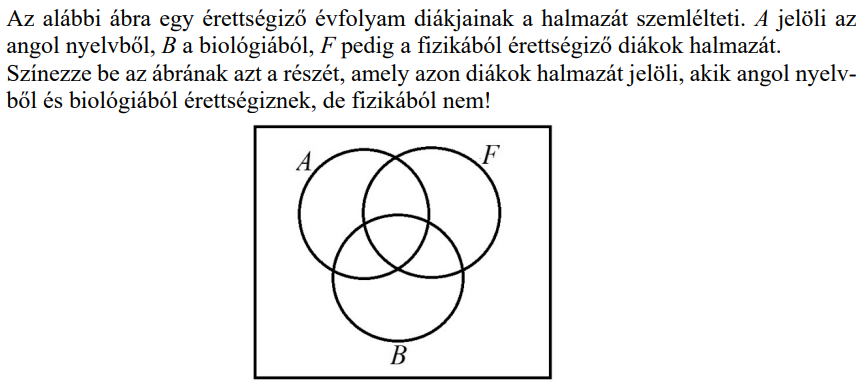 Az alábbi ábra egy érettségiző évfolyam diákjainak a halmazát szemlélteti. A jelöli az
angol nyelvből, B a biológiából, F pedig a fizikából érettségiző diákok halmazát.
Színezze be az ábrának azt a részét, amely azon diákok halmazát jelöli, akik angol nyelv-
ből és biológiából érettségiznek, de fizikából nem!
A
F
B